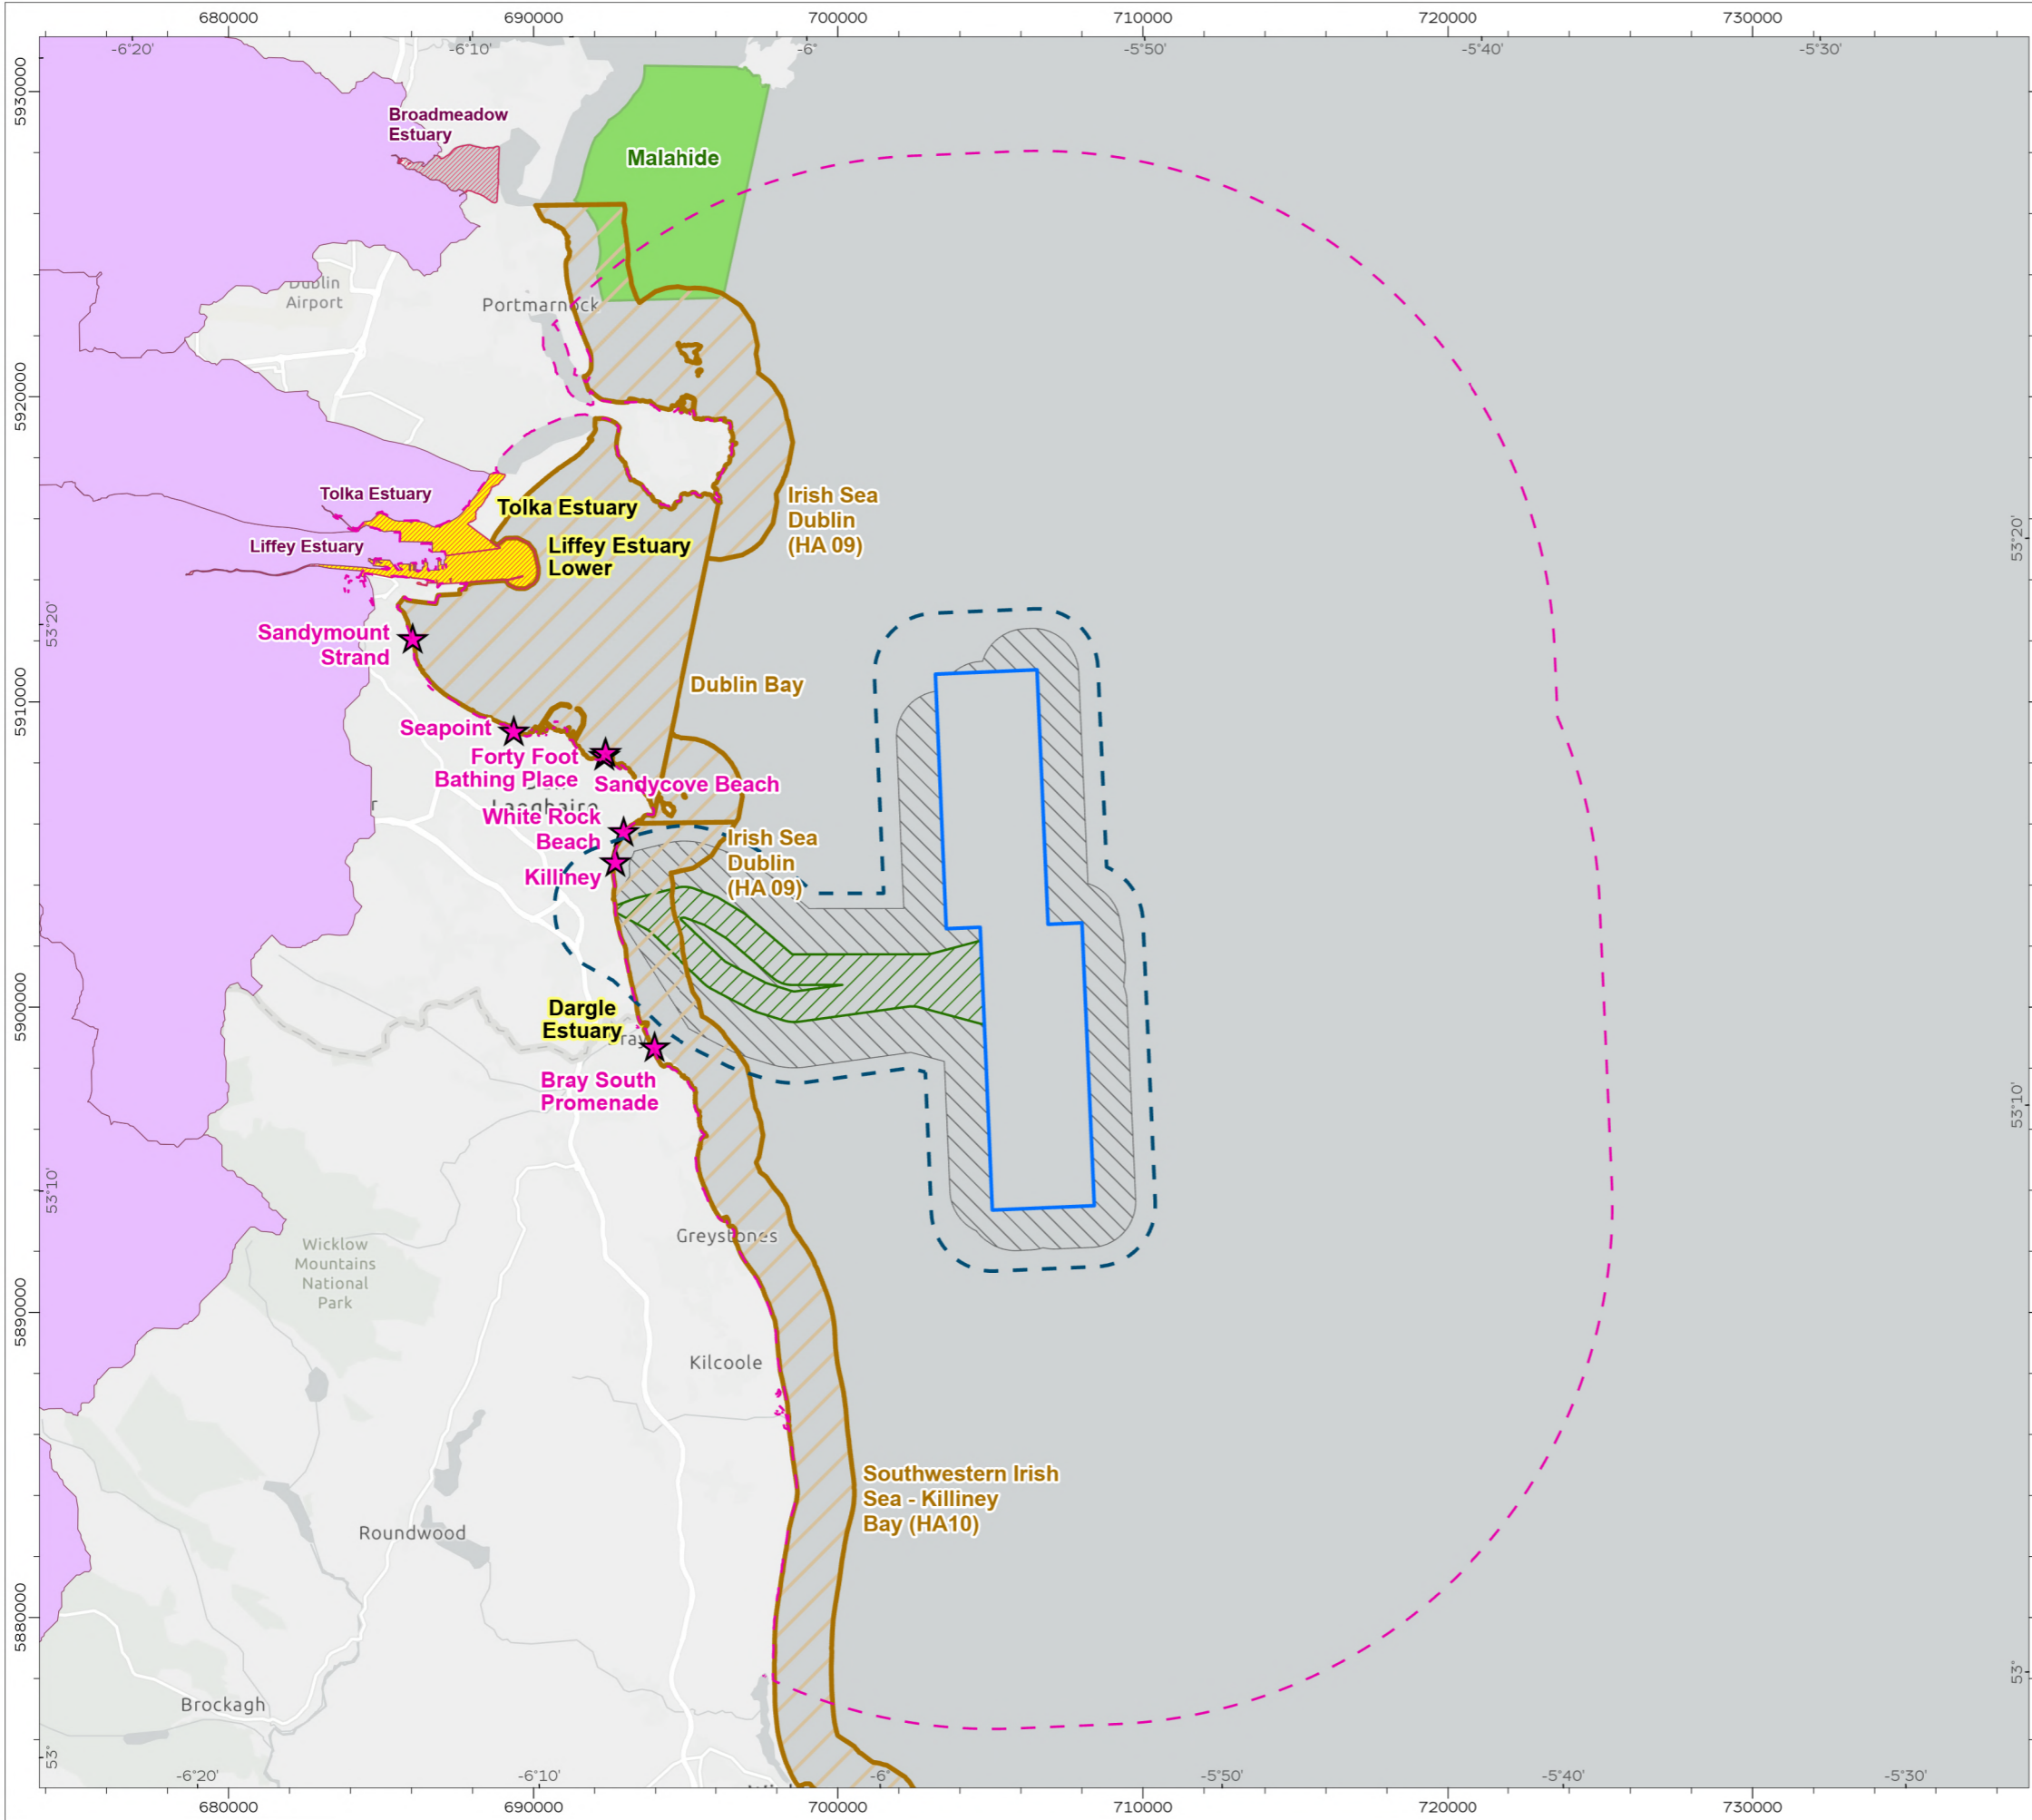 680000 690000 700000 710000 720000 730000
-6°20' -6°10' -6° -5°50' -5°40' -5°30'
5930000
Broadmeadow
Estuary
Malahide
Dublin
Airport
Portmarnock
5920000
Tolka Estuary
Tolka Estuary
Irish Sea
Dublin
(HA 09)
Liffey Estuary
Liffey Estuary
Lower
53°20'
53°20'
Sandymount
Strand
5910000
Dublin Bay
Seapoint
Forty Foot
Bathing Place
Sandycove Beach
Laoghaire
White Rock
Beach
Irish Sea
Dublin
(HA 09)
Killiney
5900000
Dargle
Estuary
Bray South
Promenade
53°10'
53°10'
Greystones
Wicklow
Mountains
National
Park
5890000
Kilcoole
Southwestern Irish
Sea - Killiney
Bay (HA10)
Roundwood
5880000
53°
Brockagh
53°
-6°20' -6°10' -6° -5°50' -5°40' -5°30'
680000 690000 700000 710000 720000 730000